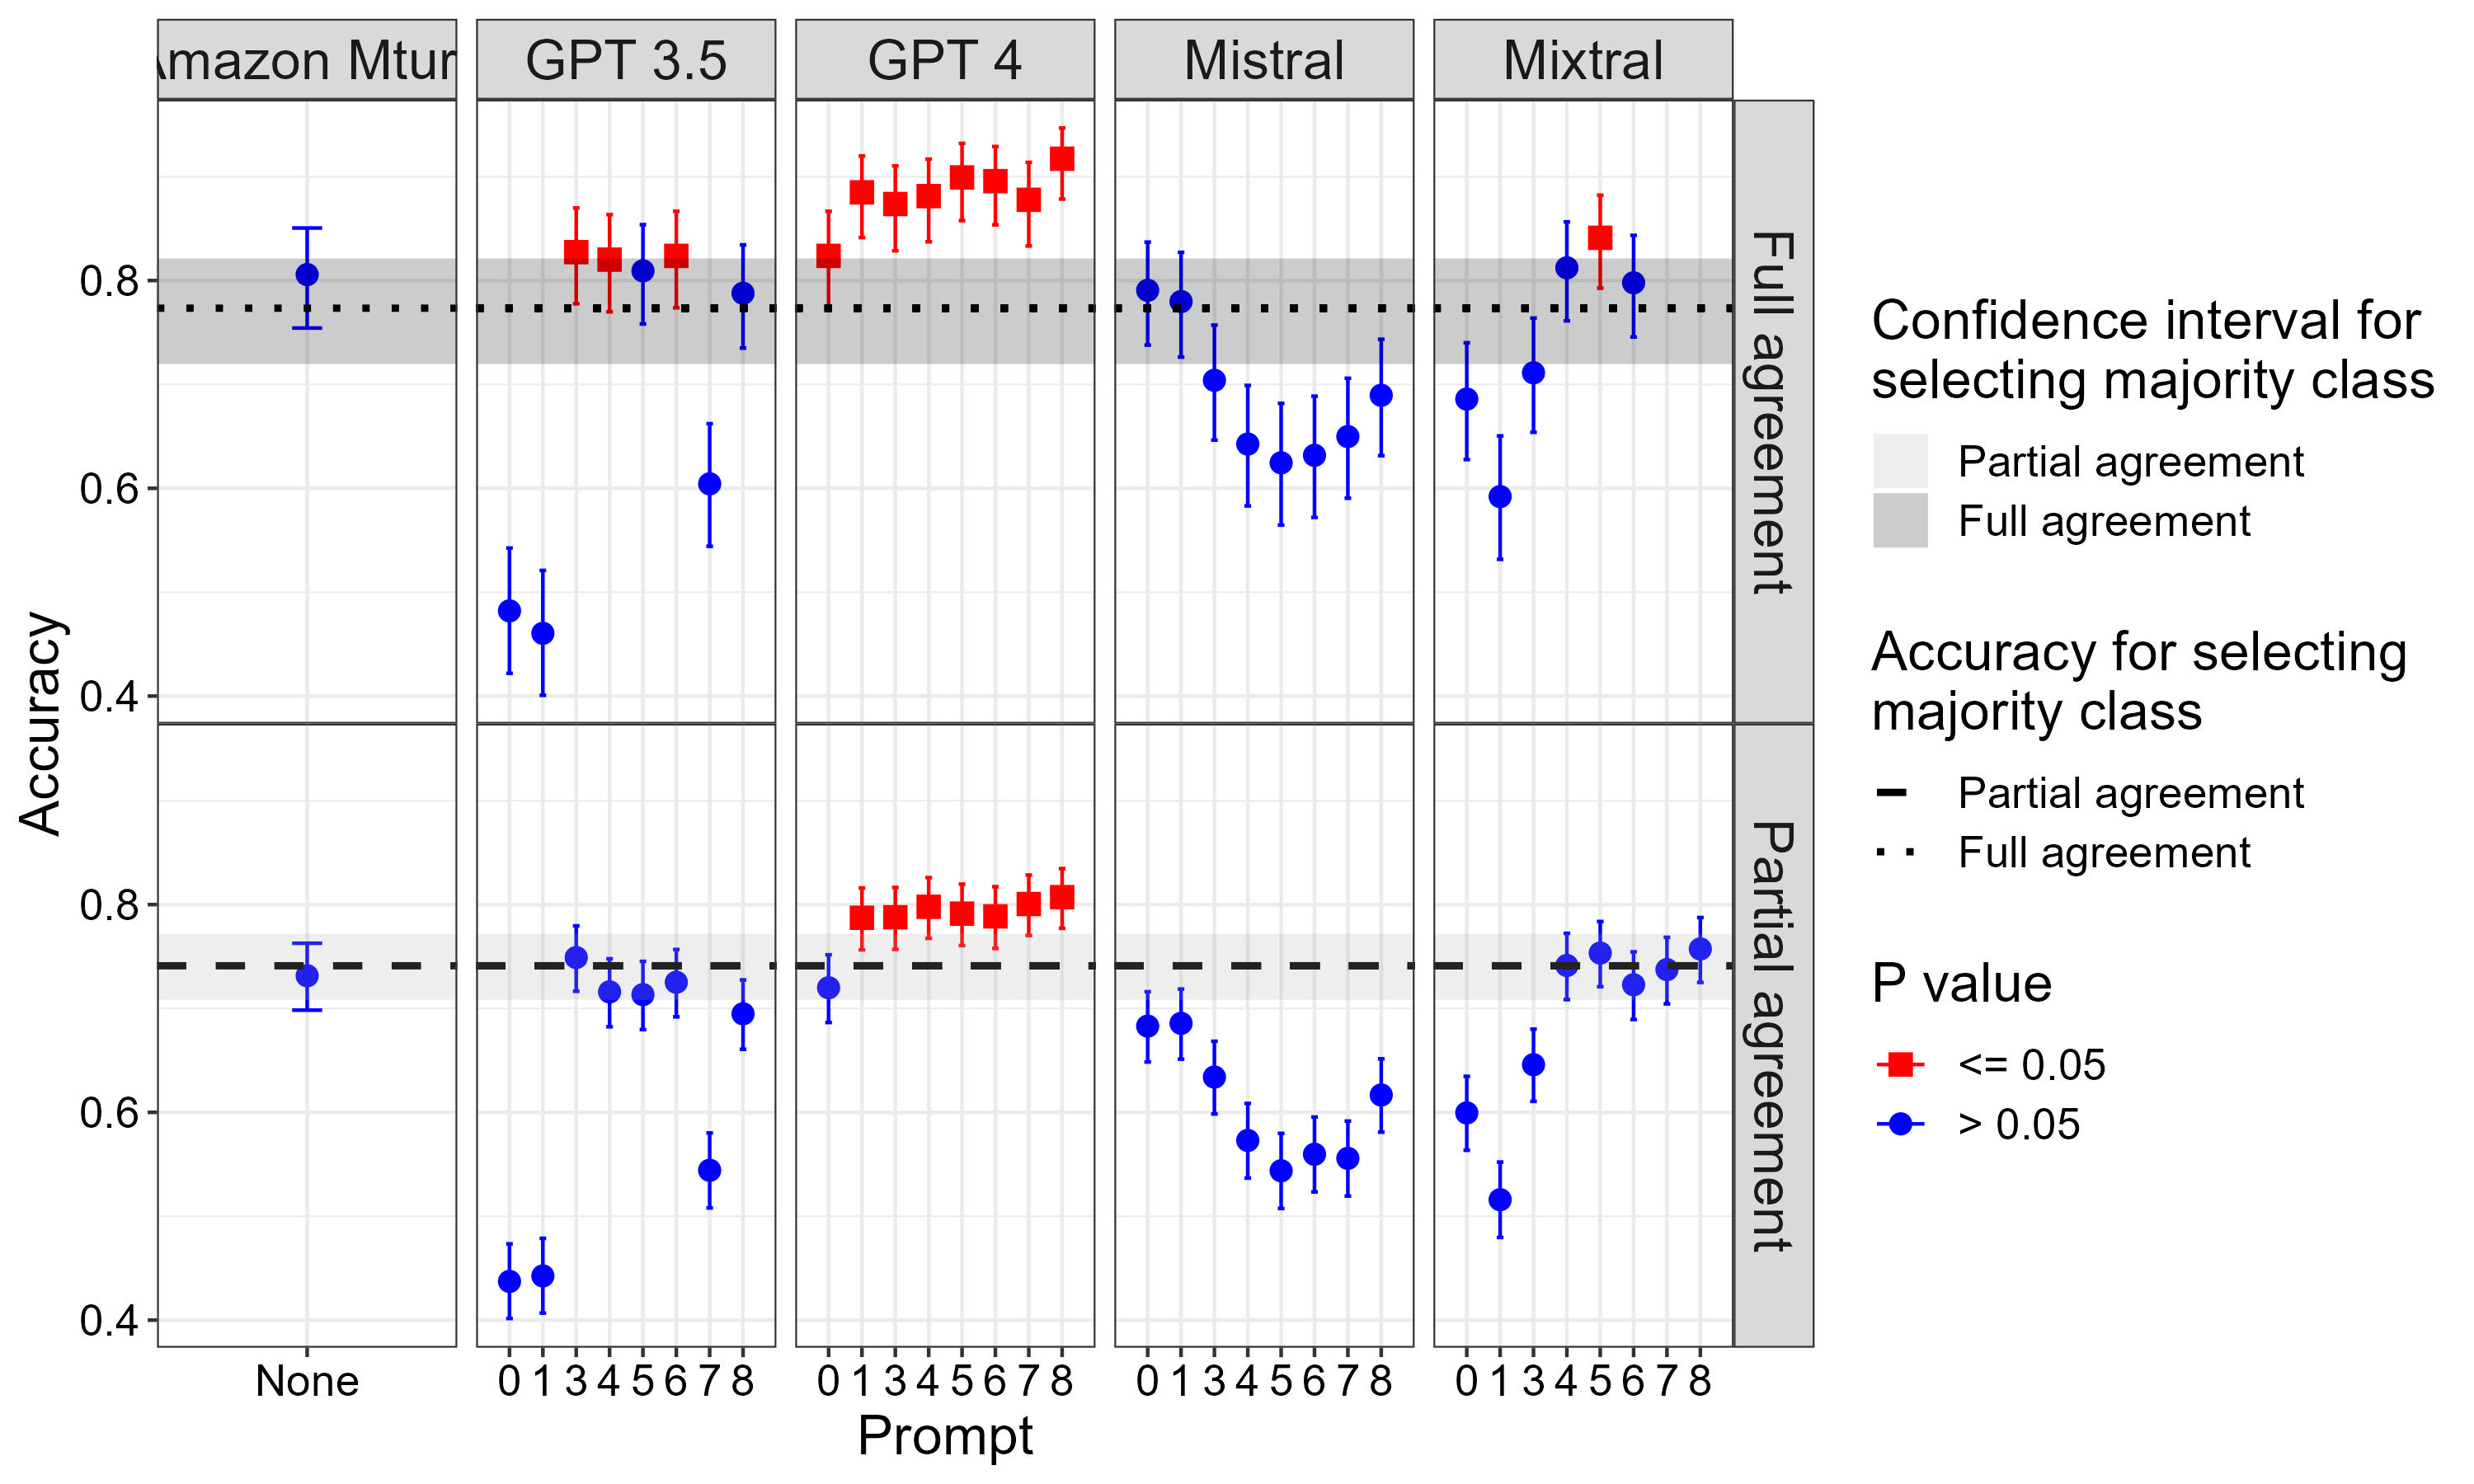 mazon Mtur
GPT 3.5
GPT 4
Mistral
Mixtral
Accuracy
0.8
0.6
0.4
Full agreement
0.8
0.6
0.4
Partial agreement
None
0 1 3 4 5 6 7 8
0 1 3 4 5 6 7 8
0 1 3 4 5 6 7 8
0 1 3 4 5 6 7 8
Prompt
Confidence interval for
selecting majority class
Partial agreement
Full agreement
Accuracy for selecting
majority class
Partial agreement
Full agreement
P value
<= 0.05
> 0.05